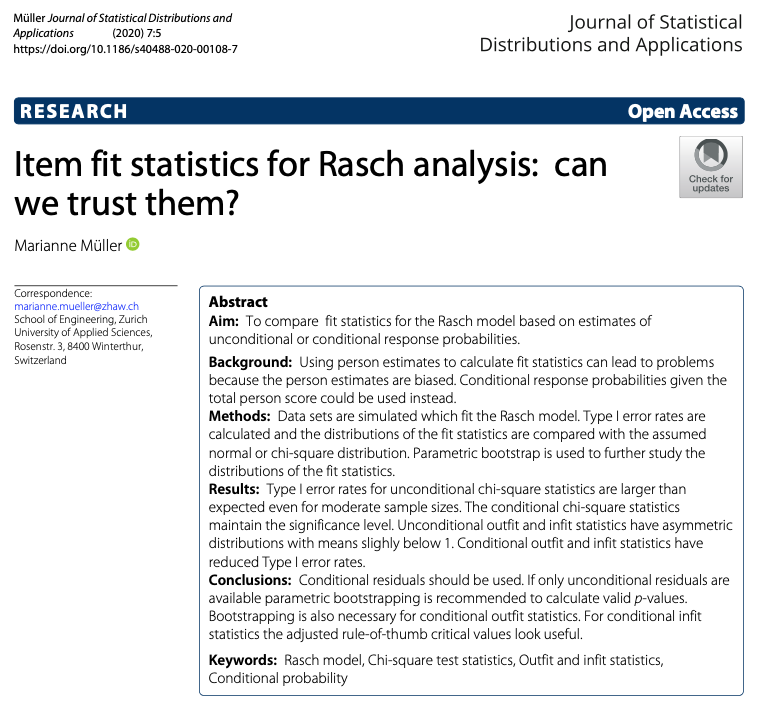 Müller Journal of Statistical Distributions and
Applications (2020) 7:5
https://doi.org/10.1186/s40488-020-00108-7
Journal of Statistical
Distributions and Applications
RESEARCH Open Access
Item fit statistics for Rasch analysis: can
we trust them?
Check for
updates
Marianne Müller iD
Correspondence:
marianne.mueller@zhaw.ch
School of Engineering, Zurich
University of Applied Sciences,
Rosenstr. 3, 8400 Winterthur,
Switzerland
Abstract
Aim: To compare fit statistics for the Rasch model based on estimates of
unconditional or conditional response probabilities.
Background: Using person estimates to calculate fit statistics can lead to problems
because the person estimates are biased. Conditional response probabilities given the
total person score could be used instead.
Methods: Data sets are simulated which fit the Rasch model. Type I error rates are
calculated and the distributions of the fit statistics are compared with the assumed
normal or chi-square distribution. Parametric bootstrap is used to further study the
distributions of the fit statistics.
Results: Type I error rates for unconditional chi-square statistics are larger than
expected even for moderate sample sizes. The conditional chi-square statistics
maintain the significance level. Unconditional outfit and infit statistics have asymmetric
distributions with means slighly below 1. Conditional outfit and infit statistics have
reduced Type I error rates.
Conclusions: Conditional residuals should be used. If only unconditional residuals are
available parametric bootstrapping is recommended to calculate valid p-values.
Bootstrapping is also necessary for conditional outfit statistics. For conditional infit
statistics the adjusted rule-of-thumb critical values look useful.
Keywords: Rasch model, Chi-square test statistics, Outfit and infit statistics,
Conditional probability